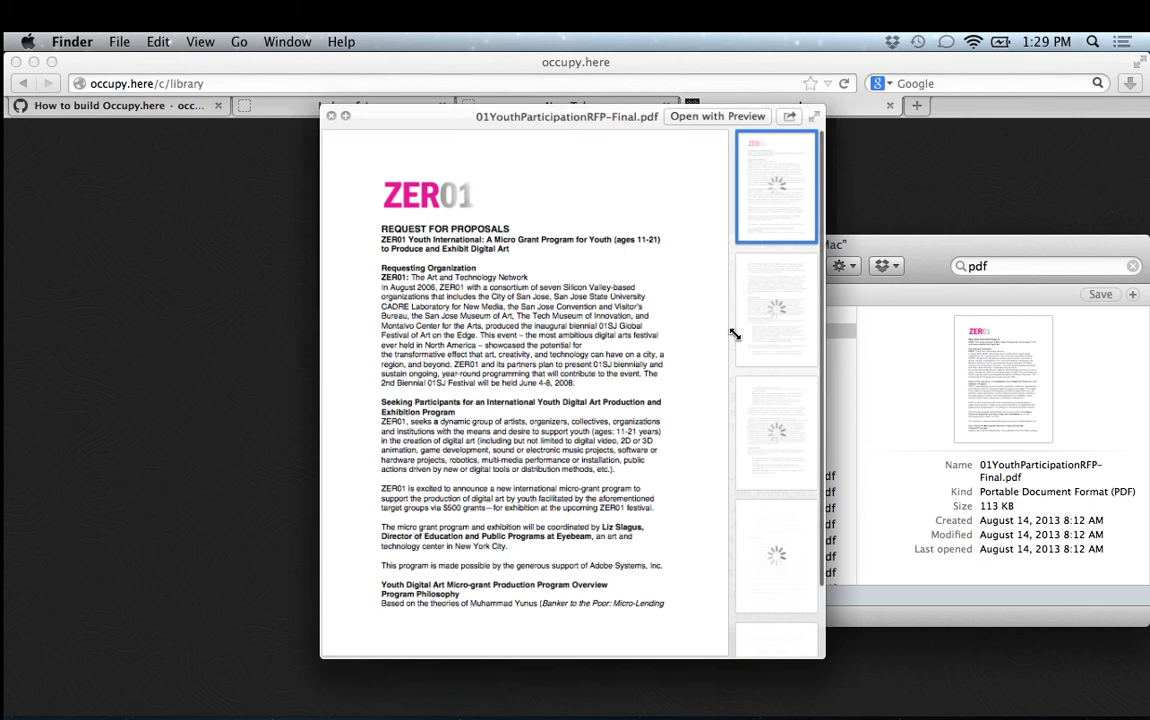 Finder File Edit View Go Window Help 1:29 PM
occupy.here
occupy.here/c/library Google
How to build Occupy.here · occ...
01YouthParticipationRFP-Final.pdf Open with Preview
ZER01
REQUEST FOR PROPOSALS
ZER01 Youth International: A Micro Grant Program for Youth (ages 11-21)
to Produce and Exhibit Digital Art
Requesting Organization
ZER01: The Art and Technology Network
In August 2006, ZER01 with a consortium of seven Silicon Valley-based
organizations that includes the City of San Jose, San Jose State University
CADRE Laboratory for New Media, the San Jose Convention and Visitor's
Bureau, the San Jose Museum of Art, The Tech Museum of Innovation, and
Montalvo Center for the Arts, produced the inaugural biennial 01SJ Global
Festival of Art on the Edge. This event – the most ambitious digital arts festival
ever held in North America – showcased the potential for
the transformative effect that art, creativity, and technology can have on a city, a
region, and beyond. ZER01 and its partners plan to present 01SJ biennially and
sustain ongoing, year-round programming that will contribute to the event. The
2nd Biennial 01SJ Festival will be held June 4-8, 2008.
Seeking Participants for an International Youth Digital Art Production and
Exhibition Program
ZER01, seeks a dynamic group of artists, organizers, collectives, organizations
and institutions with the means and desire to support youth (ages: 11-21 years)
in the creation of digital art (including but not limited to digital video, 2D or 3D
animation, game development, sound or electronic music projects, software or
hardware projects, robotics, multi-media performance or installation, public
actions driven by new or digital tools or distribution methods, etc.).
ZER01 is excited to announce a new international micro-grant program to
support the production of digital art by youth facilitated by the aforementioned
target groups via $500 grants—for exhibition at the upcoming ZER01 festival.
The micro grant program and exhibition will be coordinated by Liz Slagus,
Director of Education and Public Programs at Eyebeam, an art and
technology center in New York City.
This program is made possible by the generous support of Adobe Systems, Inc.
Youth Digital Art Micro-grant Production Program Overview
Program Philosophy
Based on the theories of Muhammad Yunus (Banker to the Poor: Micro-Lending
Mac"
pdf
Save
df
df
df
df
df
df
Name 01YouthParticipationRFP-
Final.pdf
Kind Portable Document Format (PDF)
Size 113 KB
Created August 14, 2013 8:12 AM
Modified August 14, 2013 8:12 AM
Last opened August 14, 2013 8:12 AM